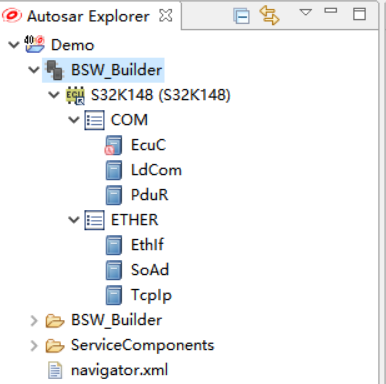 Autosar Explorer
Demo
BSW_Builder
S32K148 (S32K148)
COM
EcuC
LdCom
PduR
ETHER
EthIf
SoAd
TcpIp
BSW_Builder
ServiceComponents
navigator.xml